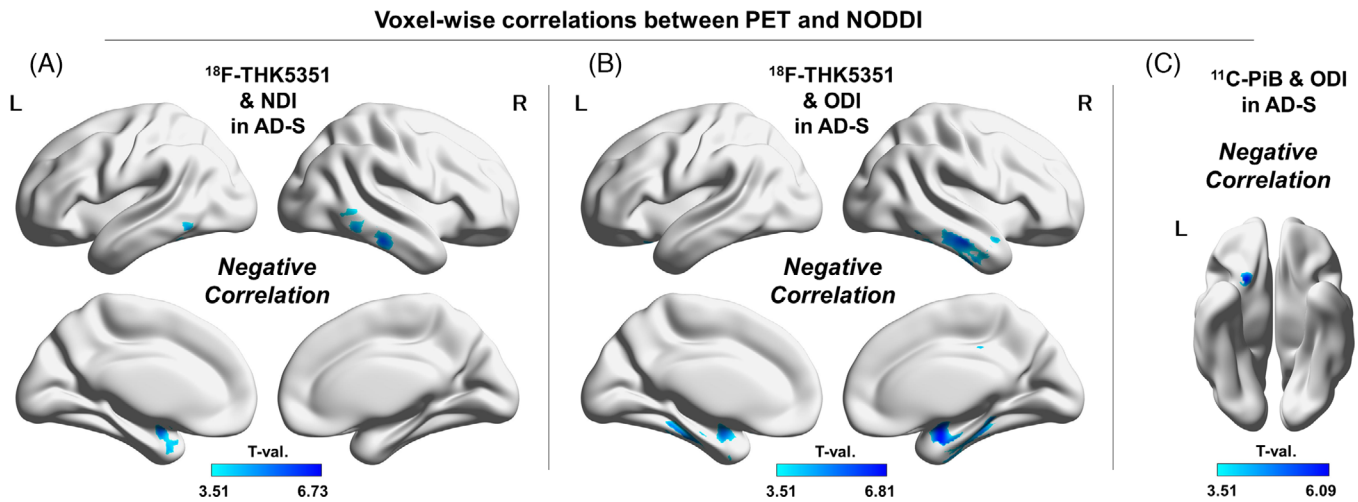 Voxel-wise correlations between PET and NODDI
(A)
¹⁸F-THK5351
& NDI
in AD-S
L
R
Negative
Correlation
T-val.
3.51 6.73
(B)
¹⁸F-THK5351
& ODI
in AD-S
L
R
Negative
Correlation
T-val.
3.51 6.81
(C)
¹¹C-PiB & ODI
in AD-S
Negative
Correlation
L
T-val.
3.51 6.09